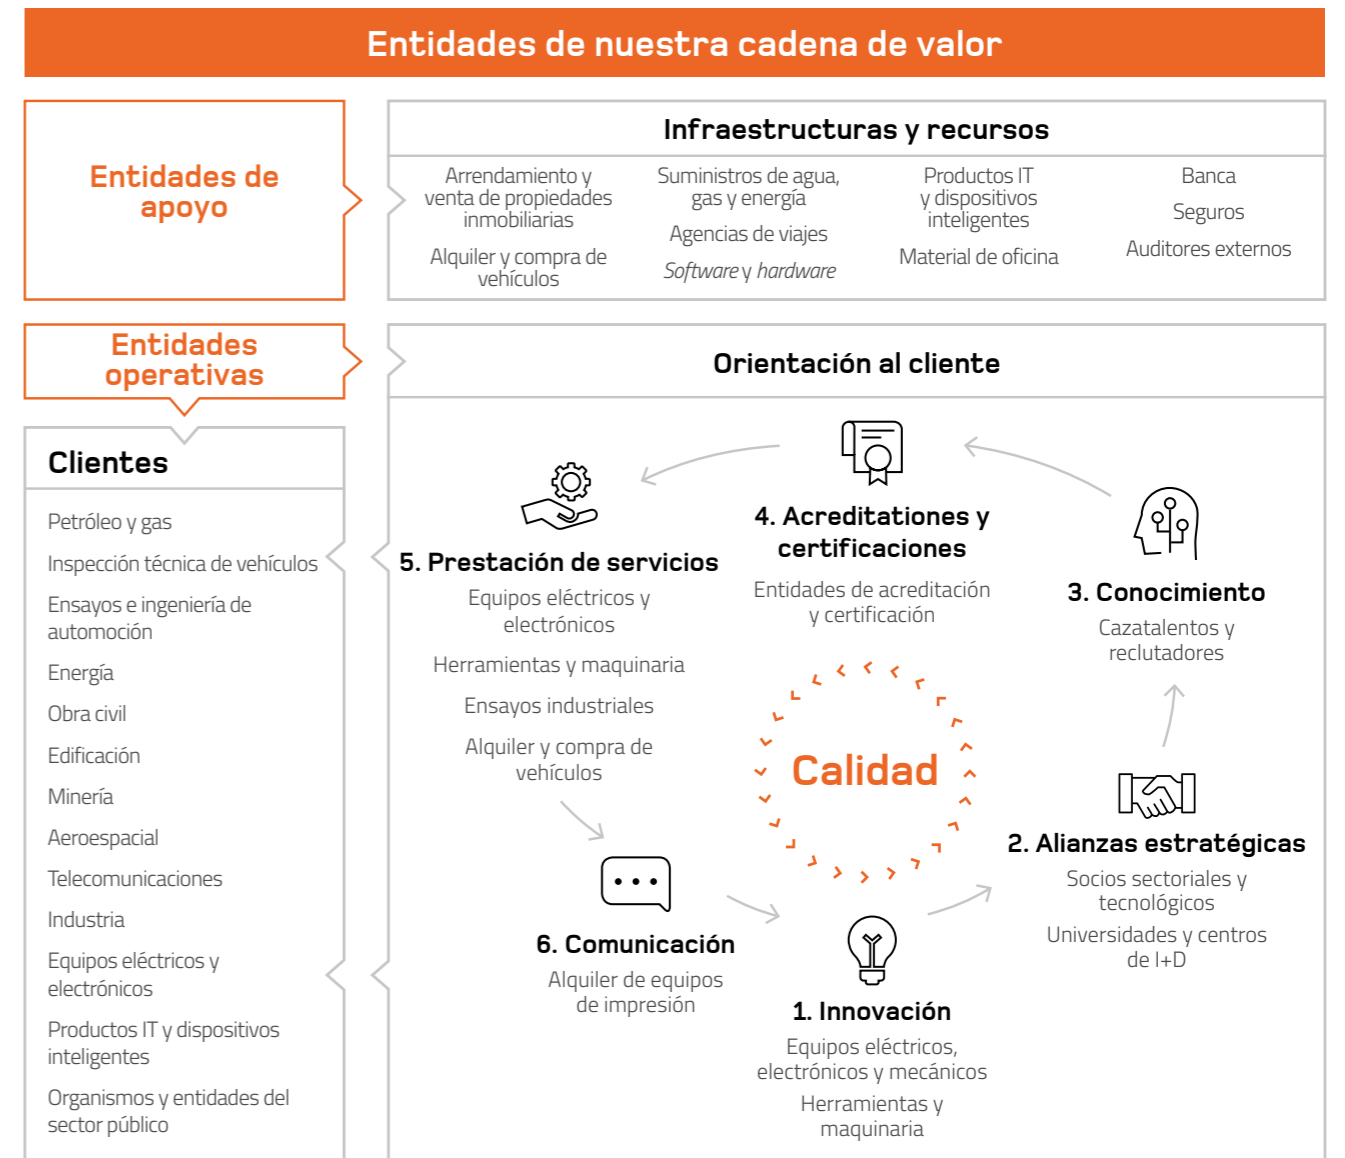 Entidades de nuestra cadena de valor
Entidades de
apoyo
Infraestructuras y recursos
Arrendamiento y
venta de propiedades
inmobiliarias
Alquiler y compra de
vehículos
Suministros de agua,
gas y energía
Agencias de viajes
Software y hardware
Productos IT
y dispositivos
inteligentes
Material de oficina
Banca
Seguros
Auditores externos
Entidades
operativas
Clientes
Petróleo y gas
Inspección técnica de vehículos
Ensayos e ingeniería de
automoción
Energía
Obra civil
Edificación
Minería
Aeroespacial
Telecomunicaciones
Industria
Equipos eléctricos y
electrónicos
Productos IT y dispositivos
inteligentes
Organismos y entidades del
sector público
Orientación al cliente
Calidad
1. Innovación
Equipos eléctricos,
electrónicos y mecánicos
Herramientas y
maquinaria
2. Alianzas estratégicas
Socios sectoriales y
tecnológicos
Universidades y centros
de I+D
3. Conocimiento
Cazatalentos y
reclutadores
4. Acreditationes y
certificaciones
Entidades de acreditación
y certificación
5. Prestación de servicios
Equipos eléctricos y
electrónicos
Herramientas y maquinaria
Ensayos industriales
Alquiler y compra de
vehículos
6. Comunicación
Alquiler de equipos
de impresión